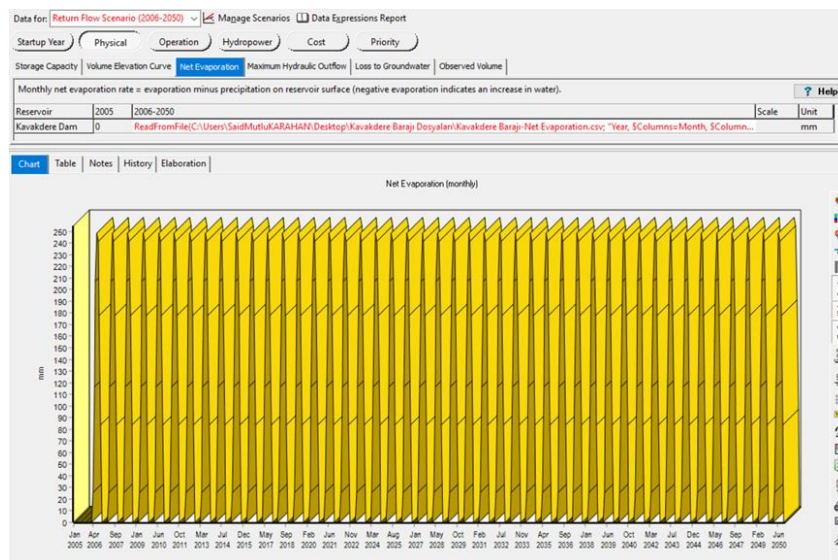 Data for: Return Flow Scenario (2006-2050) Manage Scenarios Data Expressions Report
Startup Year Physical Operation Hydropower Cost Priority
Storage Capacity Volume Elevation Curve Net Evaporation Maximum Hydraulic Outflow Loss to Groundwater Observed Volume
Monthly net evaporation rate = evaporation minus precipitation on reservoir surface (negative evaporation indicates an increase in water).
? Help
Reservoir 2005 2006-2050 Scale Unit
Kavakdere Dam 0 ReadFromFile(C:\Users\SaidMutluKARAHAN\Desktop\Kavakdere Barajı Dosyaları\Kavakdere Barajı-Net Evaporation.csv; "Year, $Columns=Month, $Column... mm
Chart Table Notes History Elaboration
Net Evaporation (monthly)
250
240
230
220
210
200
190
180
170
160
150
140
130
120
110
100
90
80
70
60
50
40
30
20
10
0
mm
Jan Apr Sep Jan Jun Oct Mar Jul Dec May Sep Feb Jun Nov Mar Aug Jan May Oct Feb Jul Nov Apr Sep Jan Jun Oct Mar Jul Dec May Sep Feb Jun
2005 2006 2007 2009 2010 2011 2013 2014 2015 2017 2018 2020 2021 2022 2024 2025 2027 2028 2029 2031 2032 2033 2035 2036 2038 2039 2040 2042 2043 2044 2046 2047 2049 2050